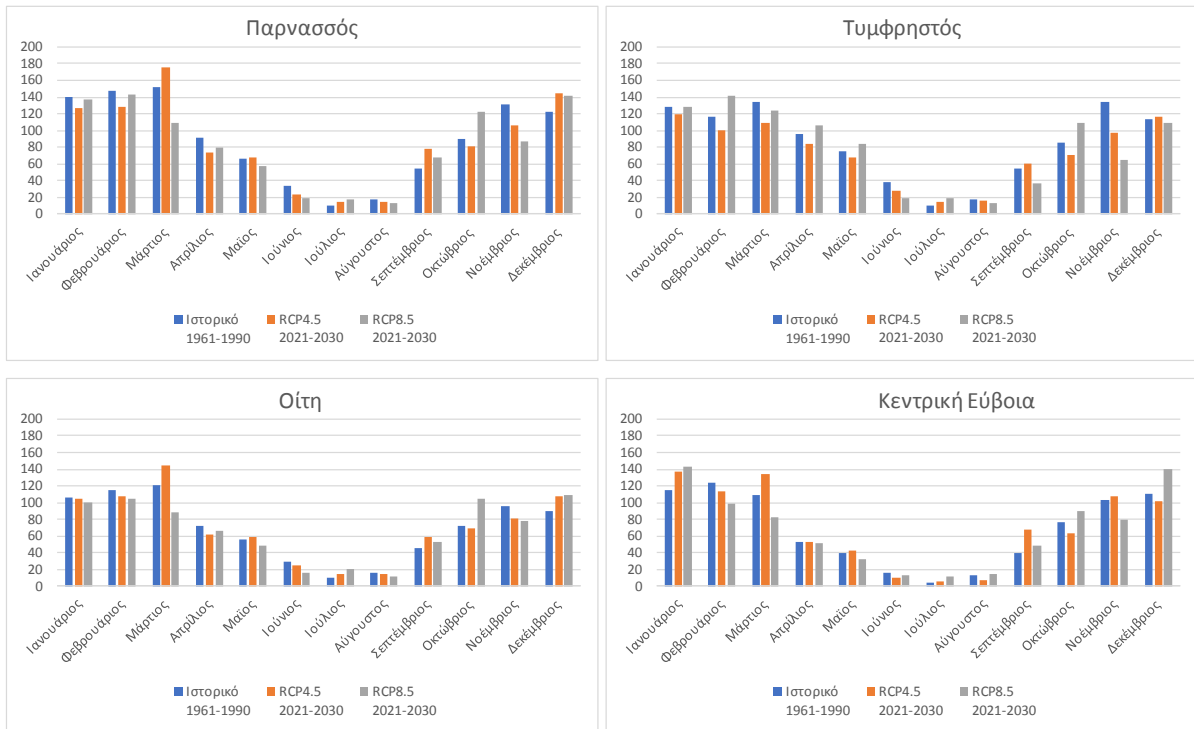 Παρνασσός
200
180
160
140
120
100
80
60
40
20
0
Ιανουάριος
Φεβρουάριος
Μάρτιος
Απρίλιος
Μαϊος
Ιούνιος
Ιούλιος
Αύγουστος
Σεπτέμβριος
Οκτώβριος
Νοέμβριος
Δεκέμβριος
Ιστορικό RCP4.5 RCP8.5
1961-1990 2021-2030 2021-2030
Τυμφρηστός
200
180
160
140
120
100
80
60
40
20
0
Ιανουάριος
Φεβρουάριος
Μάρτιος
Απρίλιος
Μαϊος
Ιούνιος
Ιούλιος
Αύγουστος
Σεπτέμβριος
Οκτώβριος
Νοέμβριος
Δεκέμβριος
Ιστορικό RCP4.5 RCP8.5
1961-1990 2021-2030 2021-2030
Οίτη
200
180
160
140
120
100
80
60
40
20
0
Ιανουάριος
Φεβρουάριος
Μάρτιος
Απρίλιος
Μαϊος
Ιούνιος
Ιούλιος
Αύγουστος
Σεπτέμβριος
Οκτώβριος
Νοέμβριος
Δεκέμβριος
Ιστορικό RCP4.5 RCP8.5
1961-1990 2021-2030 2021-2030
Κεντρική Εύβοια
200
180
160
140
120
100
80
60
40
20
0
Ιανουάριος
Φεβρουάριος
Μάρτιος
Απρίλιος
Μαϊος
Ιούνιος
Ιούλιος
Αύγουστος
Σεπτέμβριος
Οκτώβριος
Νοέμβριος
Δεκέμβριος
Ιστορικό RCP4.5 RCP8.5
1961-1990 2021-2030 2021-2030